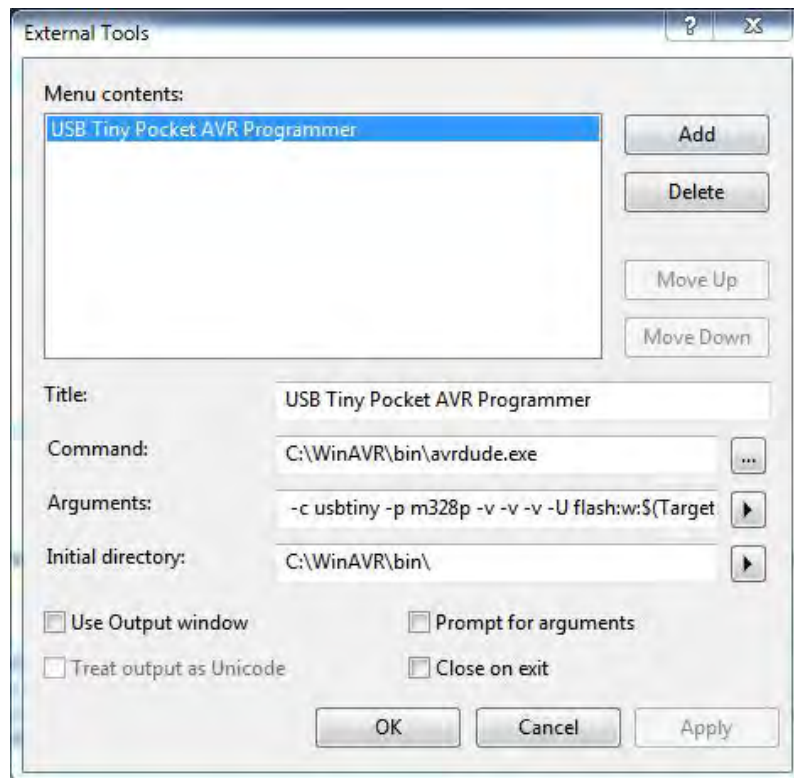 External Tools
Menu contents:
USB Tiny Pocket AVR Programmer
Add
Delete
Move Up
Move Down
Title:
USB Tiny Pocket AVR Programmer
Command:
C:\WinAVR\bin\avrdude.exe
...
Arguments:
-c usbtiny -p m328p -v -v -v -U flash:w:$(Target
Initial directory:
C:\WinAVR\bin\
Use Output window
Prompt for arguments
Treat output as Unicode
Close on exit
OK
Cancel
Apply